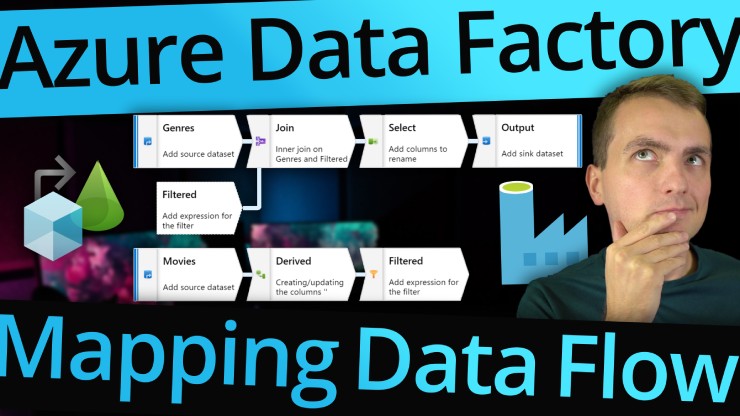 Azure Data Factory
Genres
Add source dataset
Join
Inner join on
Genres and Filtered
Select
Add columns to
rename
Output
Add sink dataset
Filtered
Add expression for
the filter
Movies
Add source dataset
Derived
Creating/updating
the columns "
Filtered
Add expression for
the filter
Mapping Data Flow